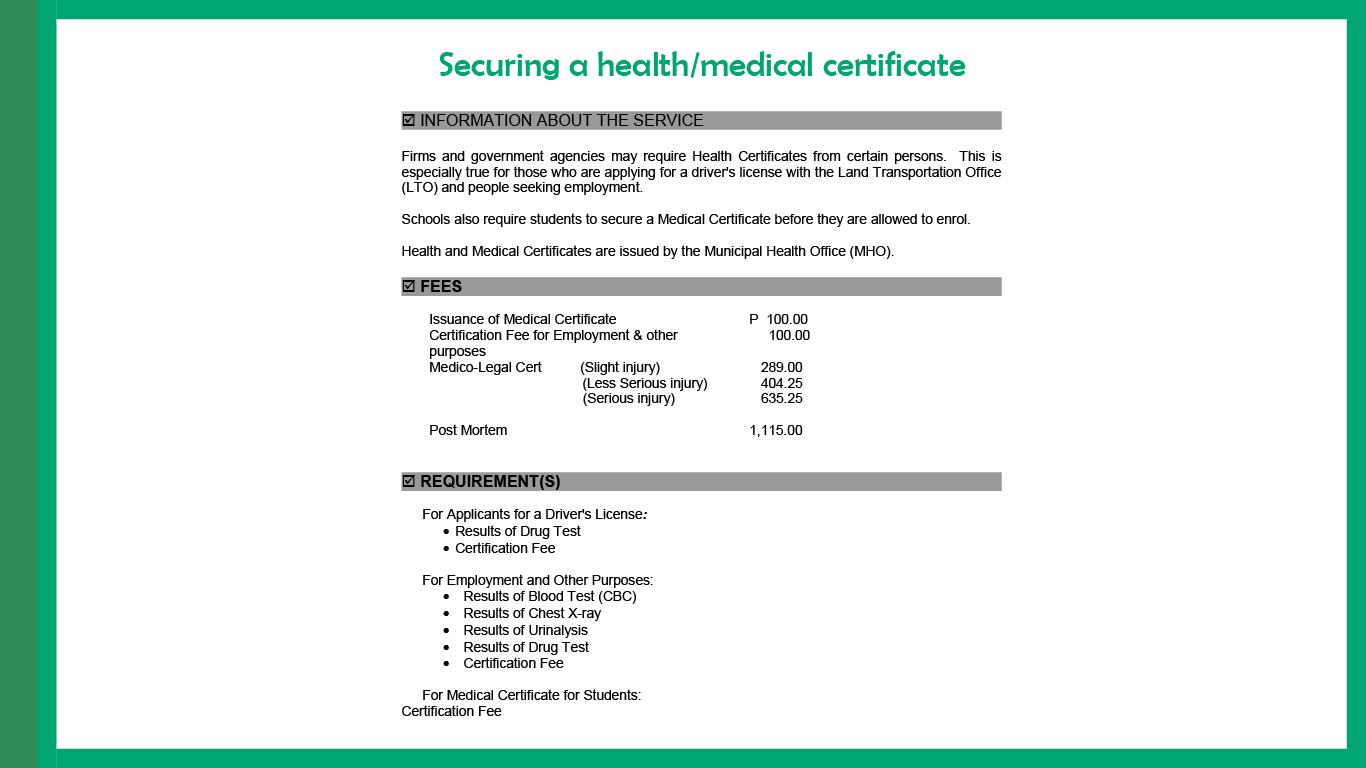 Securing a health/medical certificate
☑ INFORMATION ABOUT THE SERVICE
Firms and government agencies may require Health Certificates from certain persons. This is
especially true for those who are applying for a driver's license with the Land Transportation Office
(LTO) and people seeking employment.
Schools also require students to secure a Medical Certificate before they are allowed to enrol.
Health and Medical Certificates are issued by the Municipal Health Office (MHO).
☑ FEES
Issuance of Medical Certificate P 100.00
Certification Fee for Employment & other 100.00
purposes
Medico-Legal Cert (Slight injury) 289.00
(Less Serious injury) 404.25
(Serious injury) 635.25
Post Mortem 1,115.00
☑ REQUIREMENT(S)
For Applicants for a Driver's License:
• Results of Drug Test
• Certification Fee
For Employment and Other Purposes:
• Results of Blood Test (CBC)
• Results of Chest X-ray
• Results of Urinalysis
• Results of Drug Test
• Certification Fee
For Medical Certificate for Students:
Certification Fee